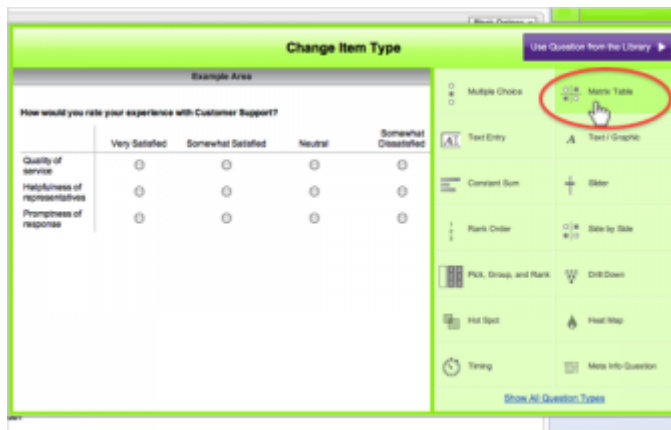 Block Options
Change Item Type
Use Question from the Library
Example Area
How would you rate your experience with Customer Support?
Very Satisfied Somewhat Satisfied Neutral Somewhat Dissatisfied
Quality of service
Helpfulness of representatives
Promptness of response
Multiple Choice
Matrix Table
Text Entry
Text / Graphic
Constant Sum
Slider
Rank Order
Side by Side
Pick, Group, and Rank
Drill Down
Hot Spot
Heat Map
Timing
Meta Info Question
Show All Question Types